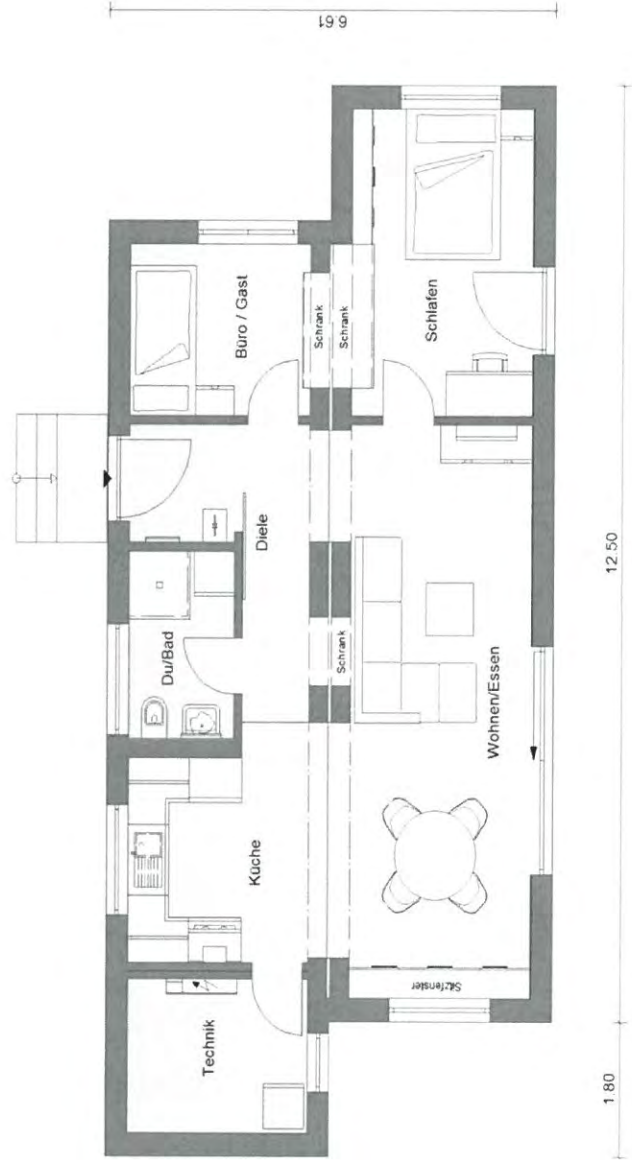 6.61
Büro / Gast
Schrank
Schrank
Schlafen
Diele
Du/Bad
Schrank
Wohnen/Essen
Küche
Technik
Sitzfenster
12.50
1.80